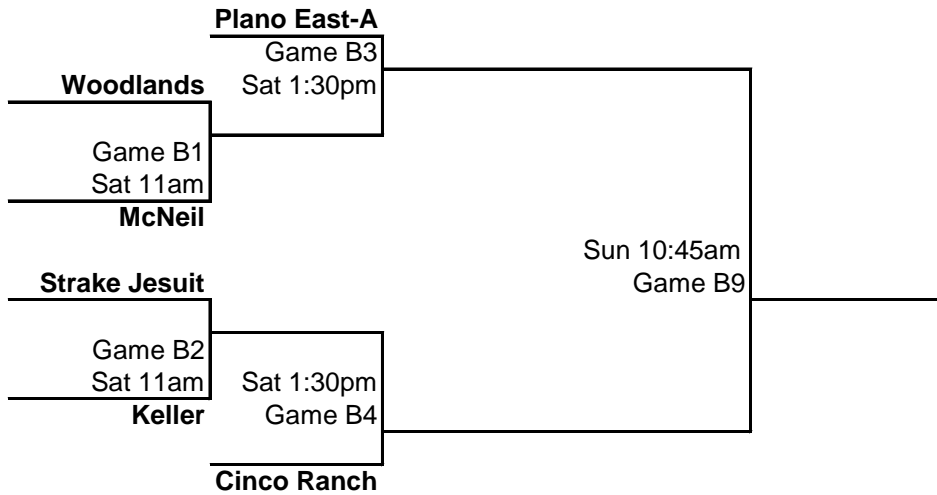 Plano East-A
Game B3
Woodlands
Sat 1:30pm
Game B1
Sat 11am
McNeil
Sun 10:45am
Strake Jesuit
Game B9
Game B2
Sat 11am
Sat 1:30pm
Keller
Game B4
Cinco Ranch